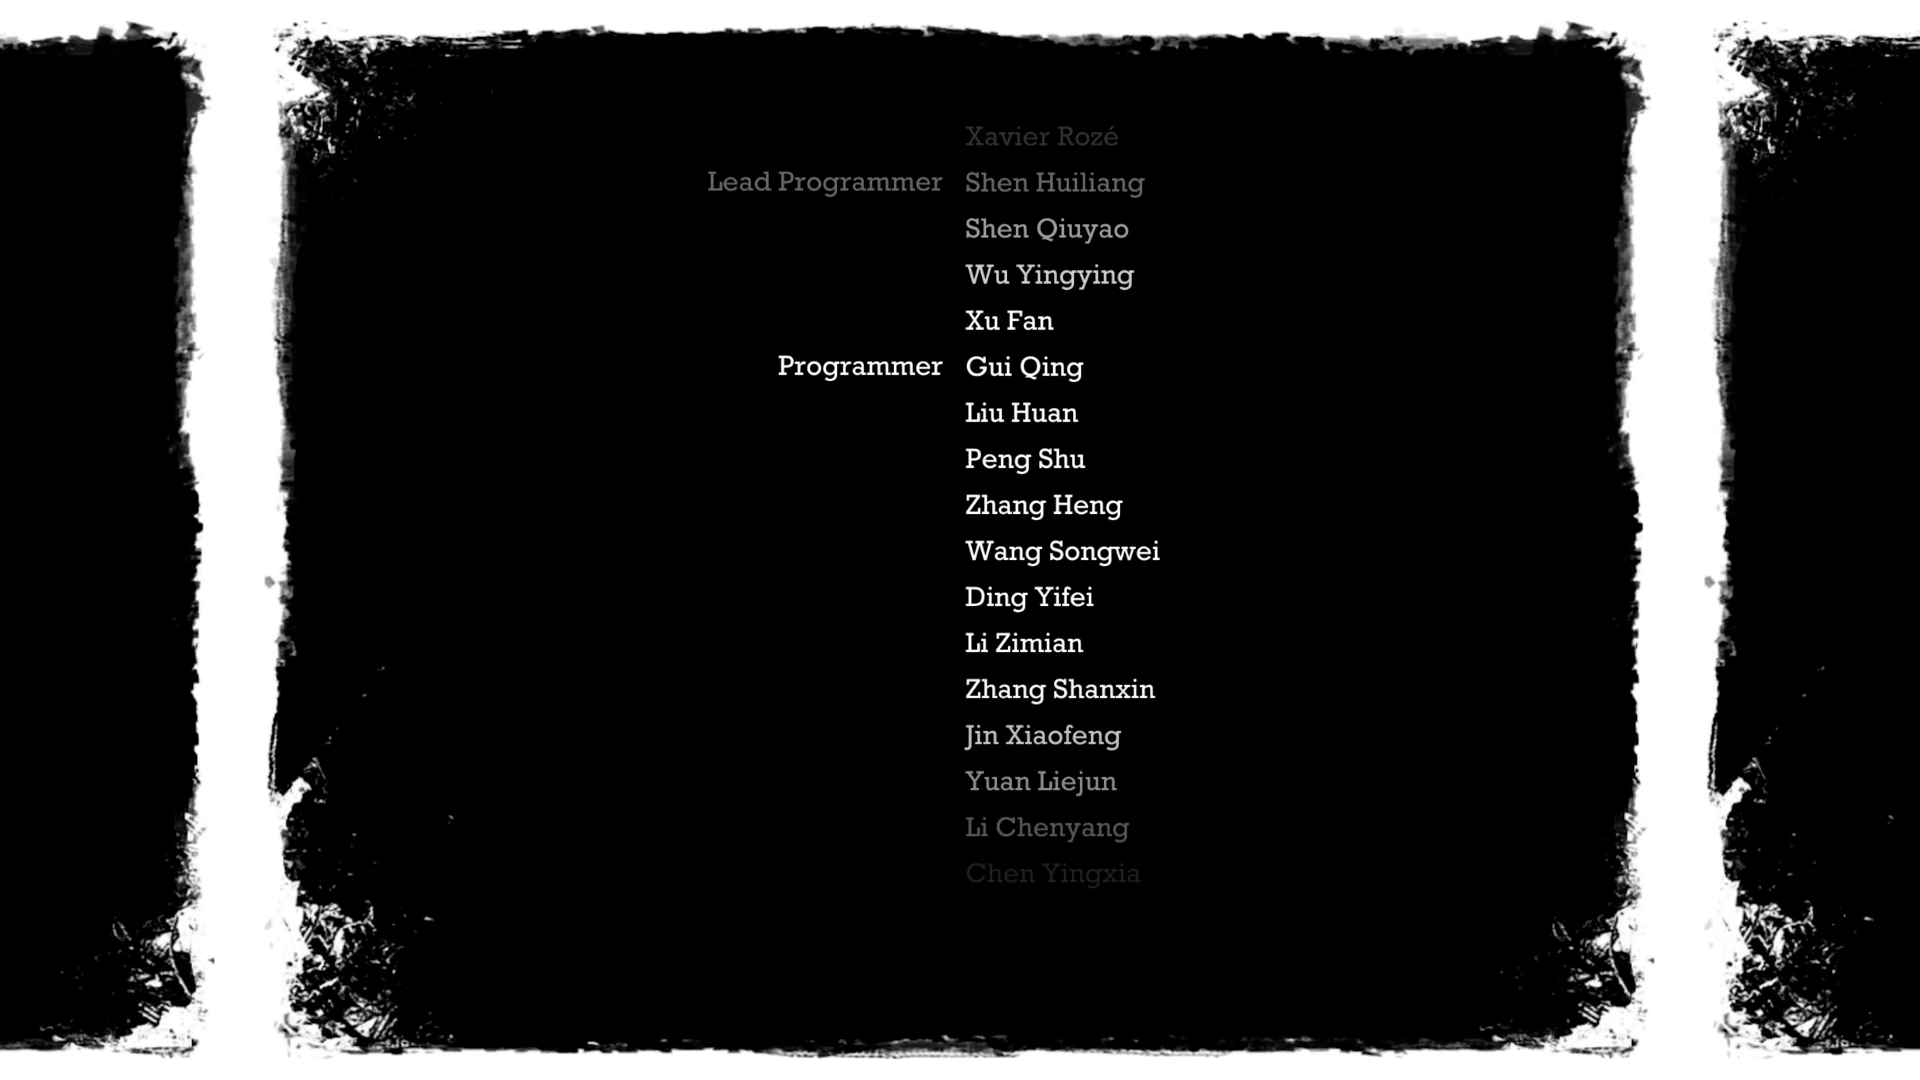 Xavier Rozé
Lead Programmer Shen Huiliang
Shen Qiuyao
Wu Yingying
Xu Fan
Programmer Gui Qing
Liu Huan
Peng Shu
Zhang Heng
Wang Songwei
Ding Yifei
Li Zimian
Zhang Shanxin
Jin Xiaofeng
Yuan Liejun
Li Chenyang
Chen Yingxia